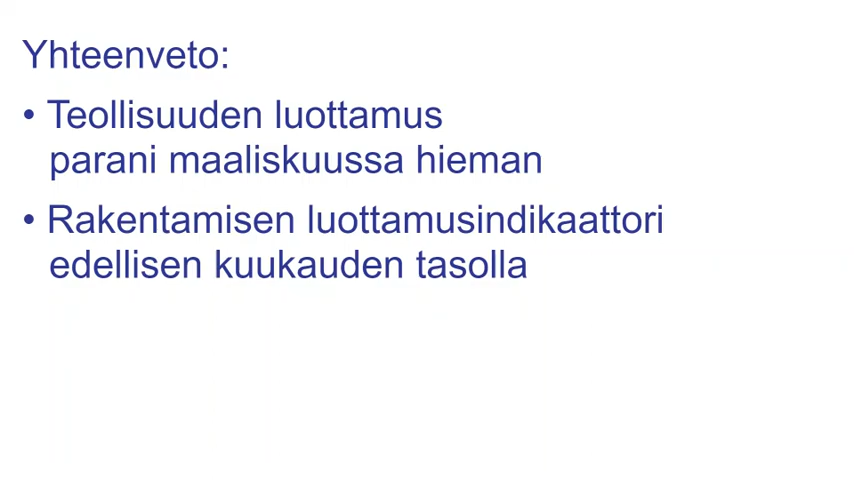 Yhteenveto:
• Teollisuuden luottamus
parani maaliskuussa hieman
• Rakentamisen luottamusindikaattori
edellisen kuukauden tasolla